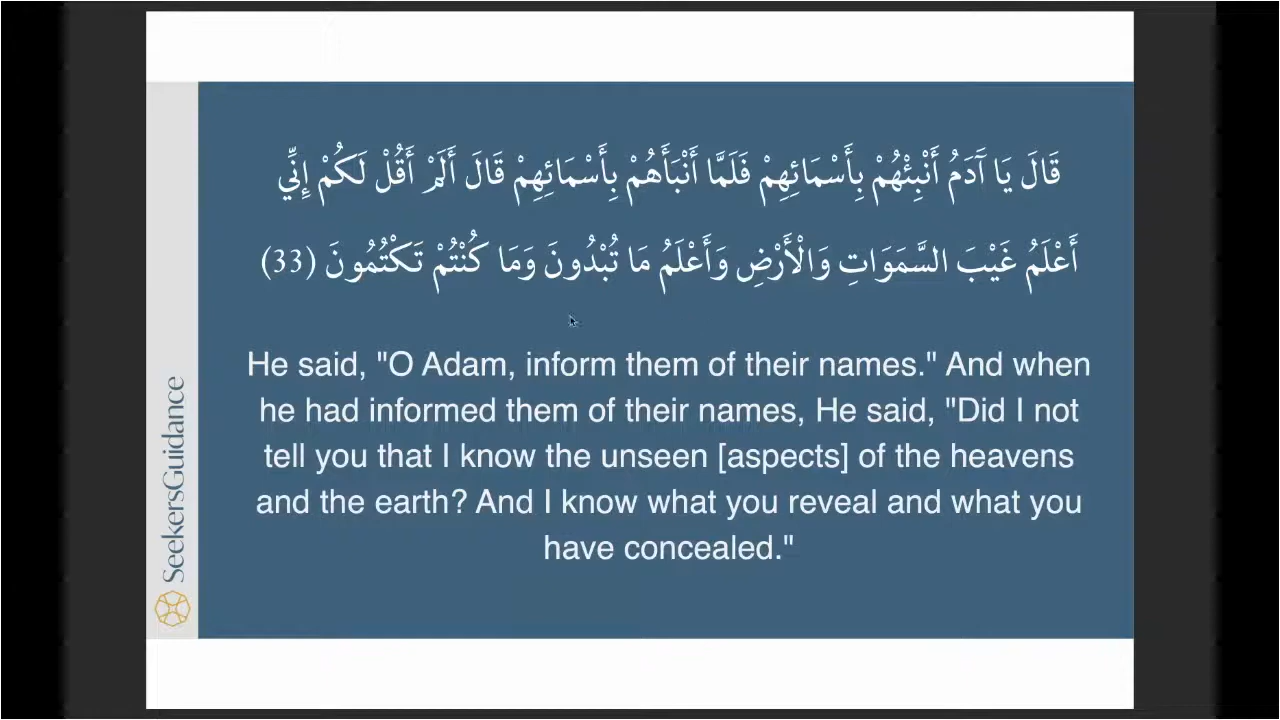 قَالَ يَا آَدَمُ أَنْبِئْهُمْ بِأَسْمَائِهِمْ فَلَمَّا أَنْبَأَهُمْ بِأَسْمَائِهِمْ قَالَ أَلَمْ أَقُلْ لَكُمْ إِنِّي
أَعْلَمُ غَيْبَ السَّمَوَاتِ وَالْأَرْضِ وَأَعْلَمُ مَا تُبْدُونَ وَمَا كُنْتُمْ تَكْتُمُونَ (33)
He said, "O Adam, inform them of their names." And when
he had informed them of their names, He said, "Did I not
tell you that I know the unseen [aspects] of the heavens
and the earth? And I know what you reveal and what you
have concealed."
SeekersGuidance